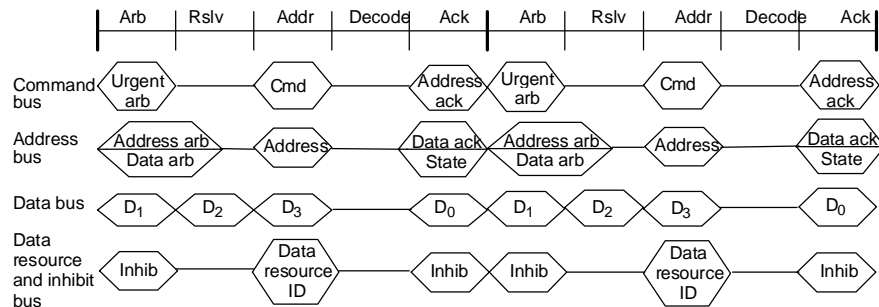 Arb Rslv Addr Decode Ack Arb Rslv Addr Decode Ack
Command bus
Urgent arb
Cmd
Address ack
Urgent arb
Cmd
Address ack
Address bus
Address arb
Data arb
Address
Data ack
State
Address arb
Data arb
Address
Data ack
State
Data bus
D1 D2 D3 D0 D1 D2 D3 D0
Data resource and inhibit bus
Inhib
Data resource ID
Inhib
Inhib
Data resource ID
Inhib